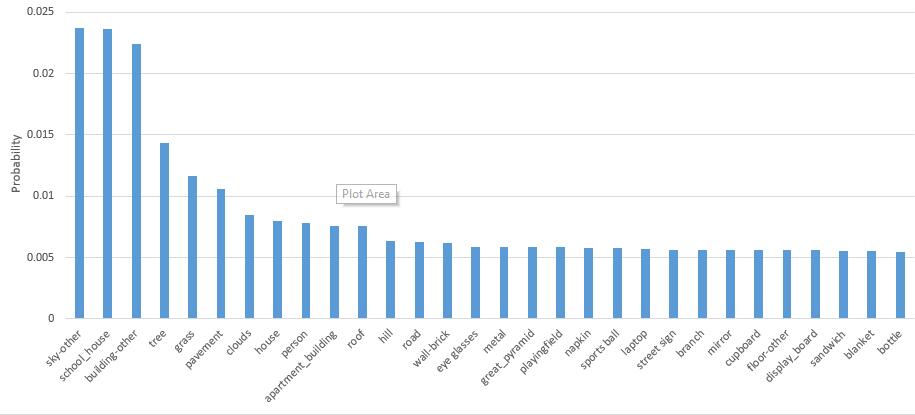 0.025
0.02
0.015
0.01
0.005
0
Probability
Plot Area
sky-other
school_house
building-other
tree
grass
pavement
clouds
house
person
apartment_building
roof
hill
road
wall-brick
eye glasses
metal
great_pyramid
playingfield
napkin
sports ball
laptop
street sign
branch
mirror
cupboard
floor-other
display_board
sandwich
blanket
bottle